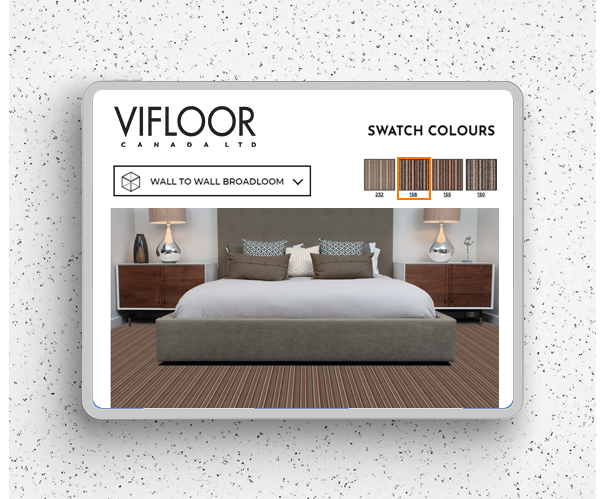 VIFLOOR
CANADA LTD
SWATCH COLOURS
WALL TO WALL BROADLOOM
232 158 155 150